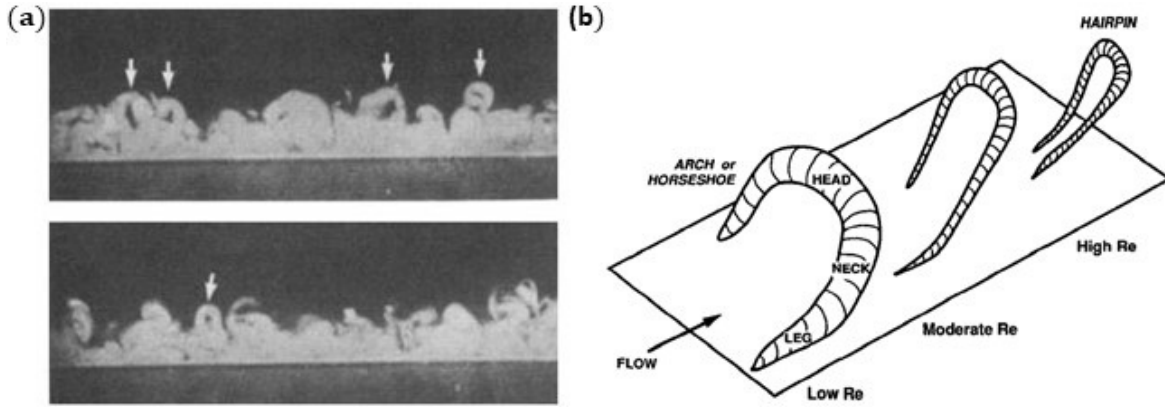 (a)
(b)
HAIRPIN
ARCH or
HORSESHOE
HEAD
NECK
LEG
FLOW
High Re
Moderate Re
Low Re